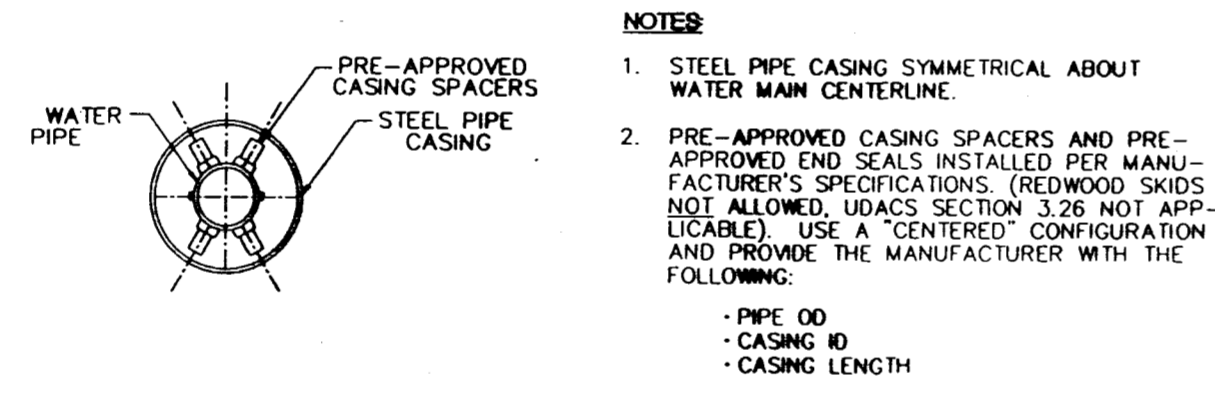 PRE-APPROVED
CASING SPACERS
WATER
PIPE
STEEL PIPE
CASING
NOTES
1. STEEL PIPE CASING SYMMETRICAL ABOUT
WATER MAIN CENTERLINE.
2. PRE-APPROVED CASING SPACERS AND PRE-
APPROVED END SEALS INSTALLED PER MANU-
FACTURER'S SPECIFICATIONS. (REDWOOD SKIDS
NOT ALLOWED, UDACS SECTION 3.26 NOT APP-
LICABLE). USE A "CENTERED" CONFIGURATION
AND PROVIDE THE MANUFACTURER WITH THE
FOLLOWING:
· PIPE OD
· CASING ID
· CASING LENGTH